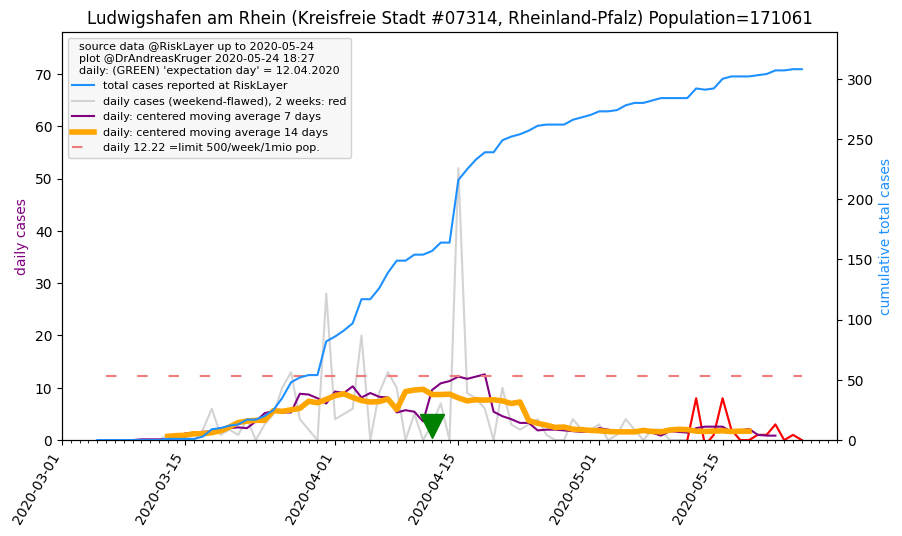 Ludwigshafen am Rhein (Kreisfreie Stadt #07314, Rheinland-Pfalz) Population=171061
source data @RiskLayer up to 2020-05-24
plot @DrAndreasKruger 2020-05-24 18:27
daily: (GREEN) 'expectation day' = 12.04.2020
total cases reported at RiskLayer
daily cases (weekend-flawed), 2 weeks: red
daily: centered moving average 7 days
daily: centered moving average 14 days
daily 12.22 =limit 500/week/1mio pop.
daily cases
70
60
50
40
30
20
10
0
cumulative total cases
300
250
200
150
100
50
0
2020-03-01
2020-03-15
2020-04-01
2020-04-15
2020-05-01
2020-05-15